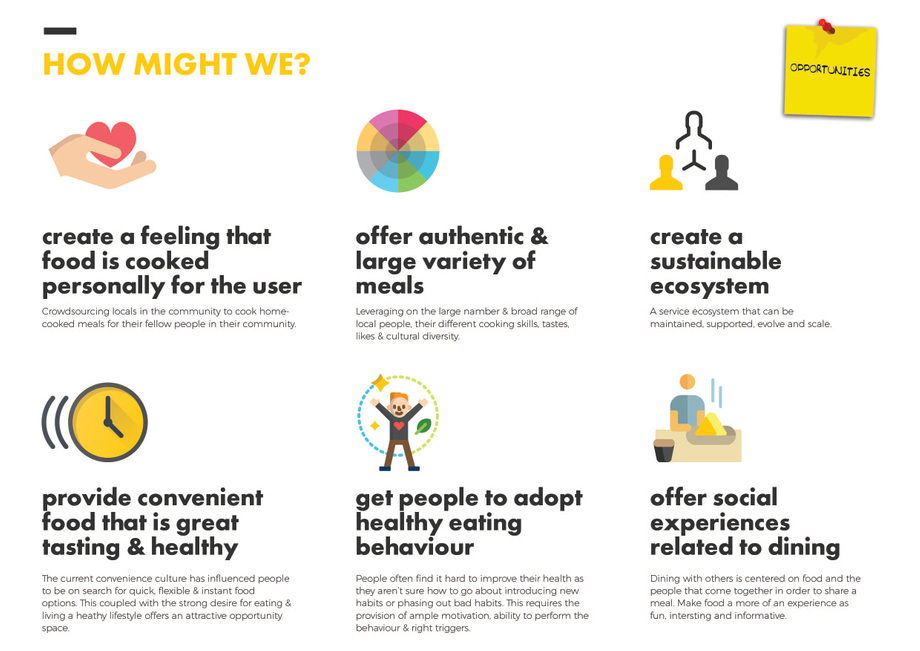 HOW MIGHT WE?
OPPORTUNITIES
create a feeling that
food is cooked
personally for the user
Crowdsourcing locals in the community to cook home-
cooked meals for their fellow people in their community.
offer authentic &
large variety of
meals
Leveraging on the large namber & broad range of
local people, their different cooking skills, tastes,
likes & cultural diversity.
create a
sustainable
ecosystem
A service ecosystem that can be
maintained, supported, evolve and scale.
provide convenient
food that is great
tasting & healthy
The current convenience culture has influenced people
to be on search for quick, flexible & instant food
options. This coupled with the strong desire for eating &
living a heathy lifestyle offers an attractive opportunity
space.
get people to adopt
healthy eating
behaviour
People often find it hard to improve their health as
they aren't sure how to go about introducing new
habits or phasing out bad habits. This requires the
provision of ample motivation, ability to perform the
behaviour & right triggers.
offer social
experiences
related to dining
Dining with others is centered on food and the
people that come together in order to share a
meal. Make food a more of an experience as
fun, intersting and informative.